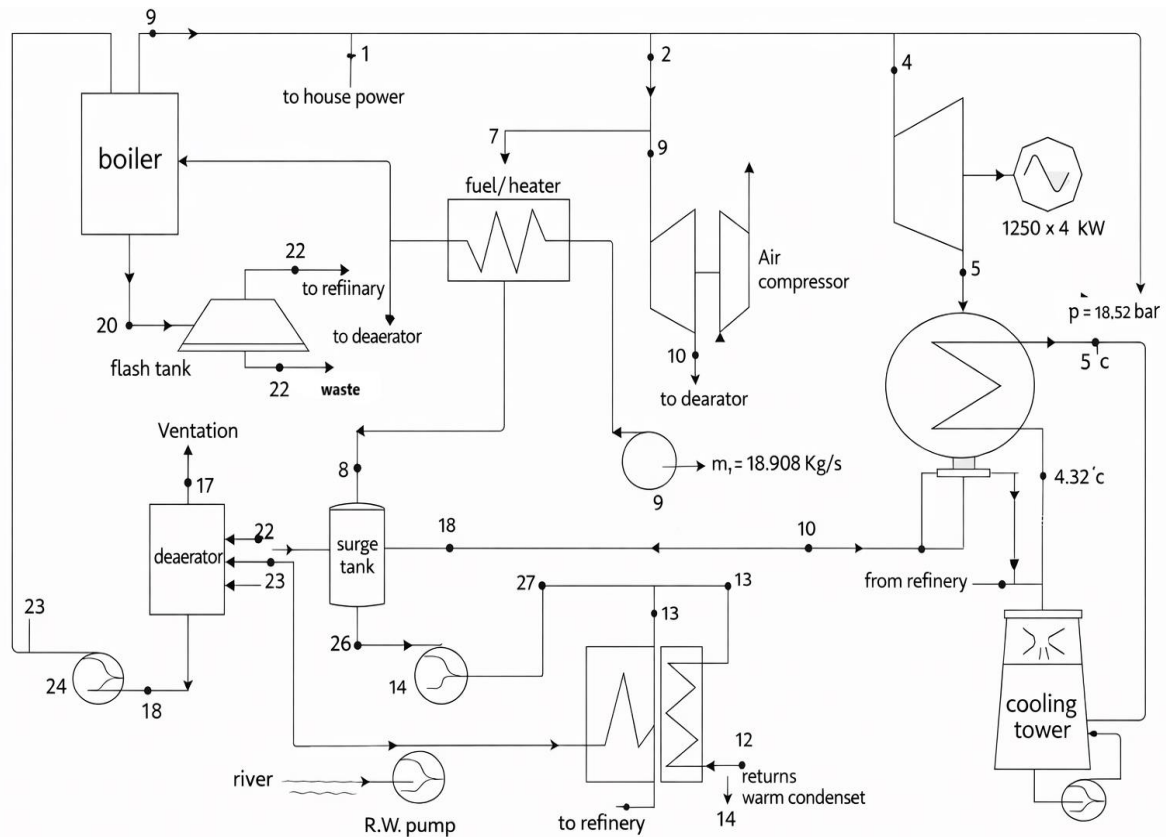 9
1
to house power
2
4
boiler
7
9
fuel/heater
1250 x 4 kW
22
to refiinary
Air
compressor
5
20
to deaerator
p = 18,52 bar
flash tank
10
5 c
22
waste
to dearator
Ventation
m, = 18.908 Kg/s
8
4.32°c
17
9
22
deaerator
surge
tank
18
10
23
from refinery
27
13
13
23
26
14
24
18
cooling
tower
12
river
returns
warm condenset
14
R.W. pump
to refinery